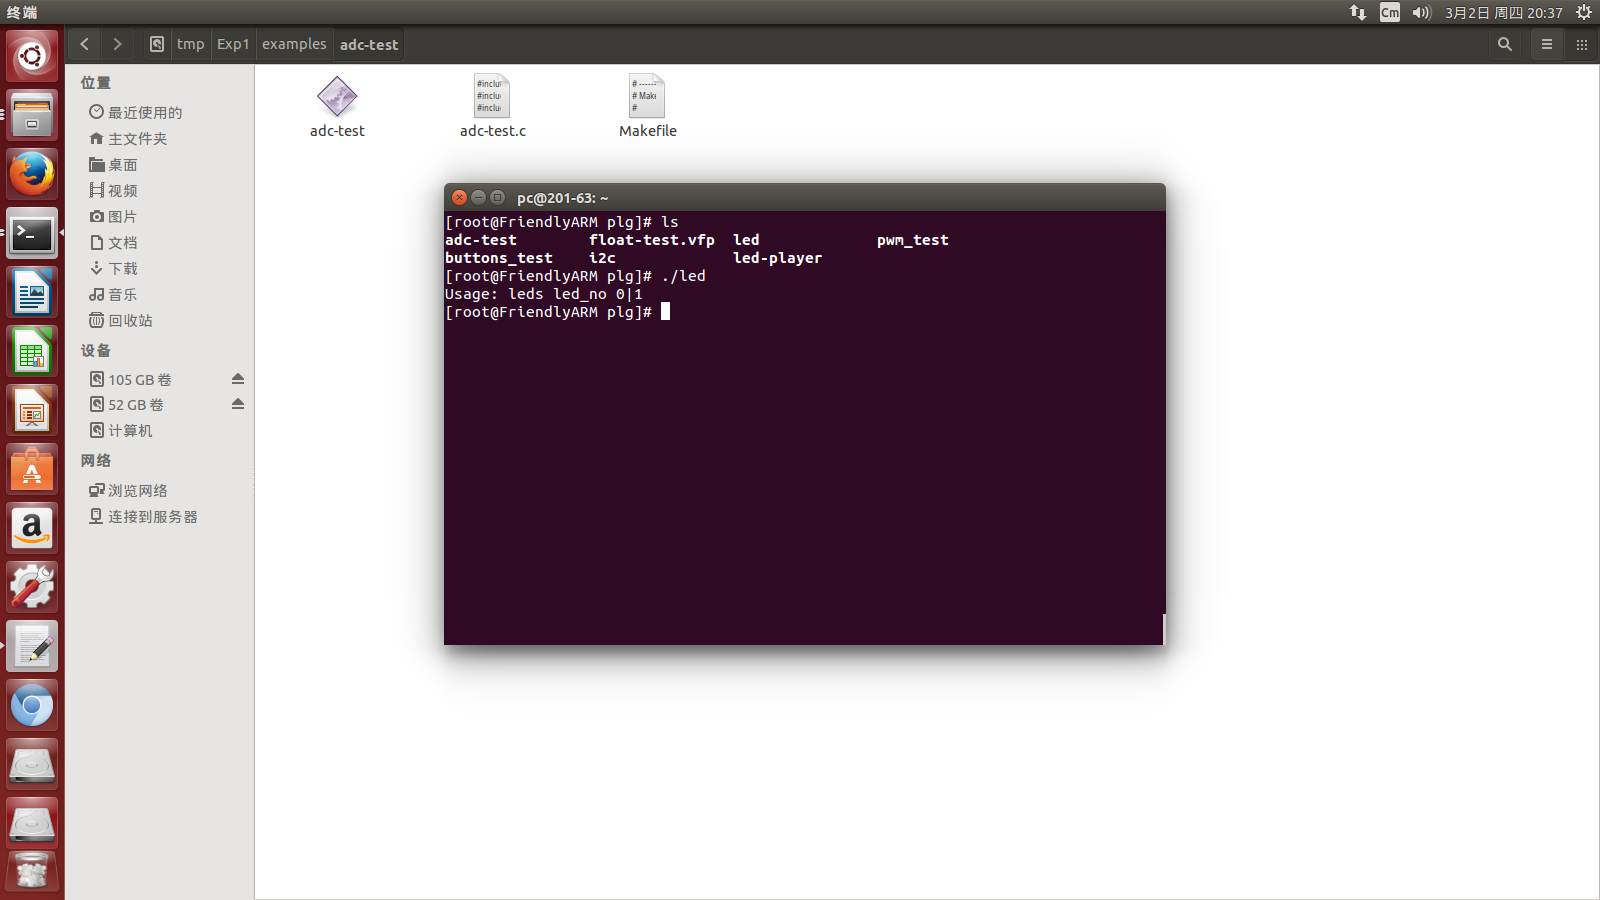 终端
Cm
3月2日 周四 20:37
tmp Exp1 examples adc-test
位置
最近使用的
主文件夹
桌面
视频
图片
文档
下载
音乐
回收站
设备
105 GB 卷
52 GB 卷
计算机
网络
浏览网络
连接到服务器
#inclu
#inclu
#inclu
# -----
# Make
#
adc-test
adc-test.c
Makefile
pc@201-63: ~
[root@FriendlyARM plg]# ls
adc-test float-test.vfp led pwm_test
buttons_test i2c led-player
[root@FriendlyARM plg]# ./led
Usage: leds led_no 0|1
[root@FriendlyARM plg]#